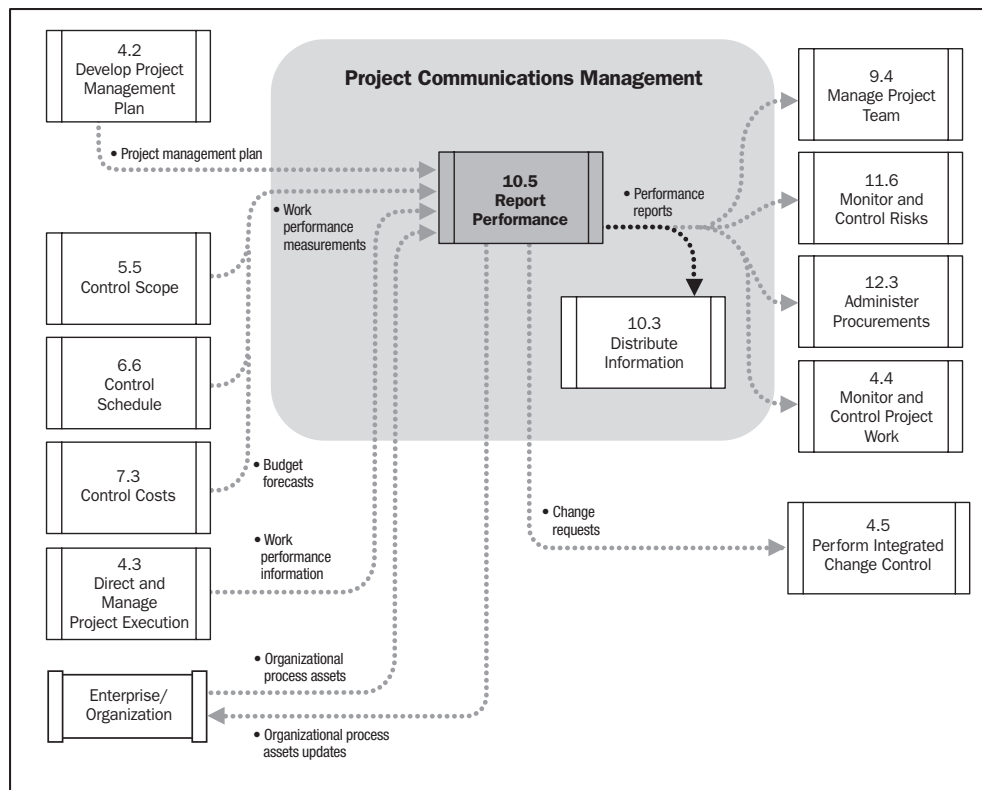 4.2
Develop Project
Management
Plan
Project Communications Management
9.4
Manage Project
Team
• Project management plan
10.5
Report
Performance
• Performance
reports
11.6
Monitor and
Control Risks
• Work
performance
measurements
5.5
Control Scope
12.3
Administer
Procurements
10.3
Distribute
Information
6.6
Control
Schedule
4.4
Monitor and
Control Project
Work
7.3
Control Costs
• Budget
forecasts
• Change
requests
4.5
Perform Integrated
Change Control
• Work
performance
information
4.3
Direct and
Manage
Project Execution
• Organizational
process assets
Enterprise/
Organization
• Organizational process
assets updates